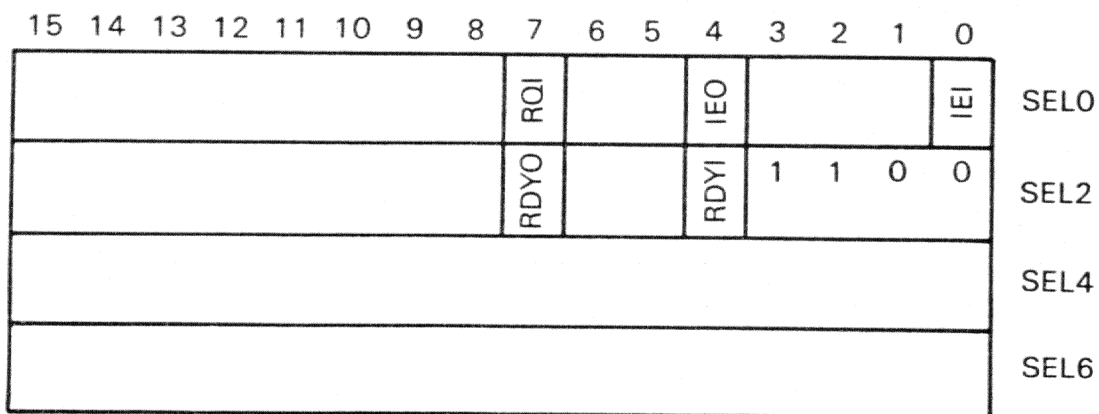 15 14 13 12 11 10 9 8 7 6 5 4 3 2 1 0
RQI IEO IEI SEL0
RDYO RDYI 1 1 0 0 SEL2
SEL4
SEL6